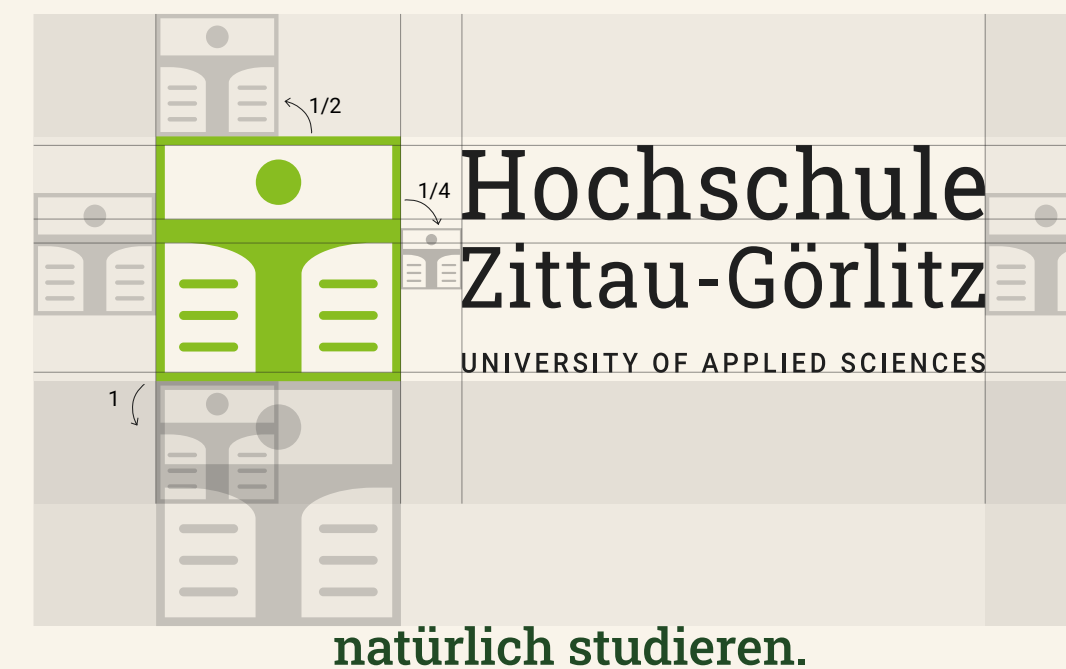 1/2
1/4
Hochschule
Zittau-Görlitz
UNIVERSITY OF APPLIED SCIENCES
1
natürlich studieren.